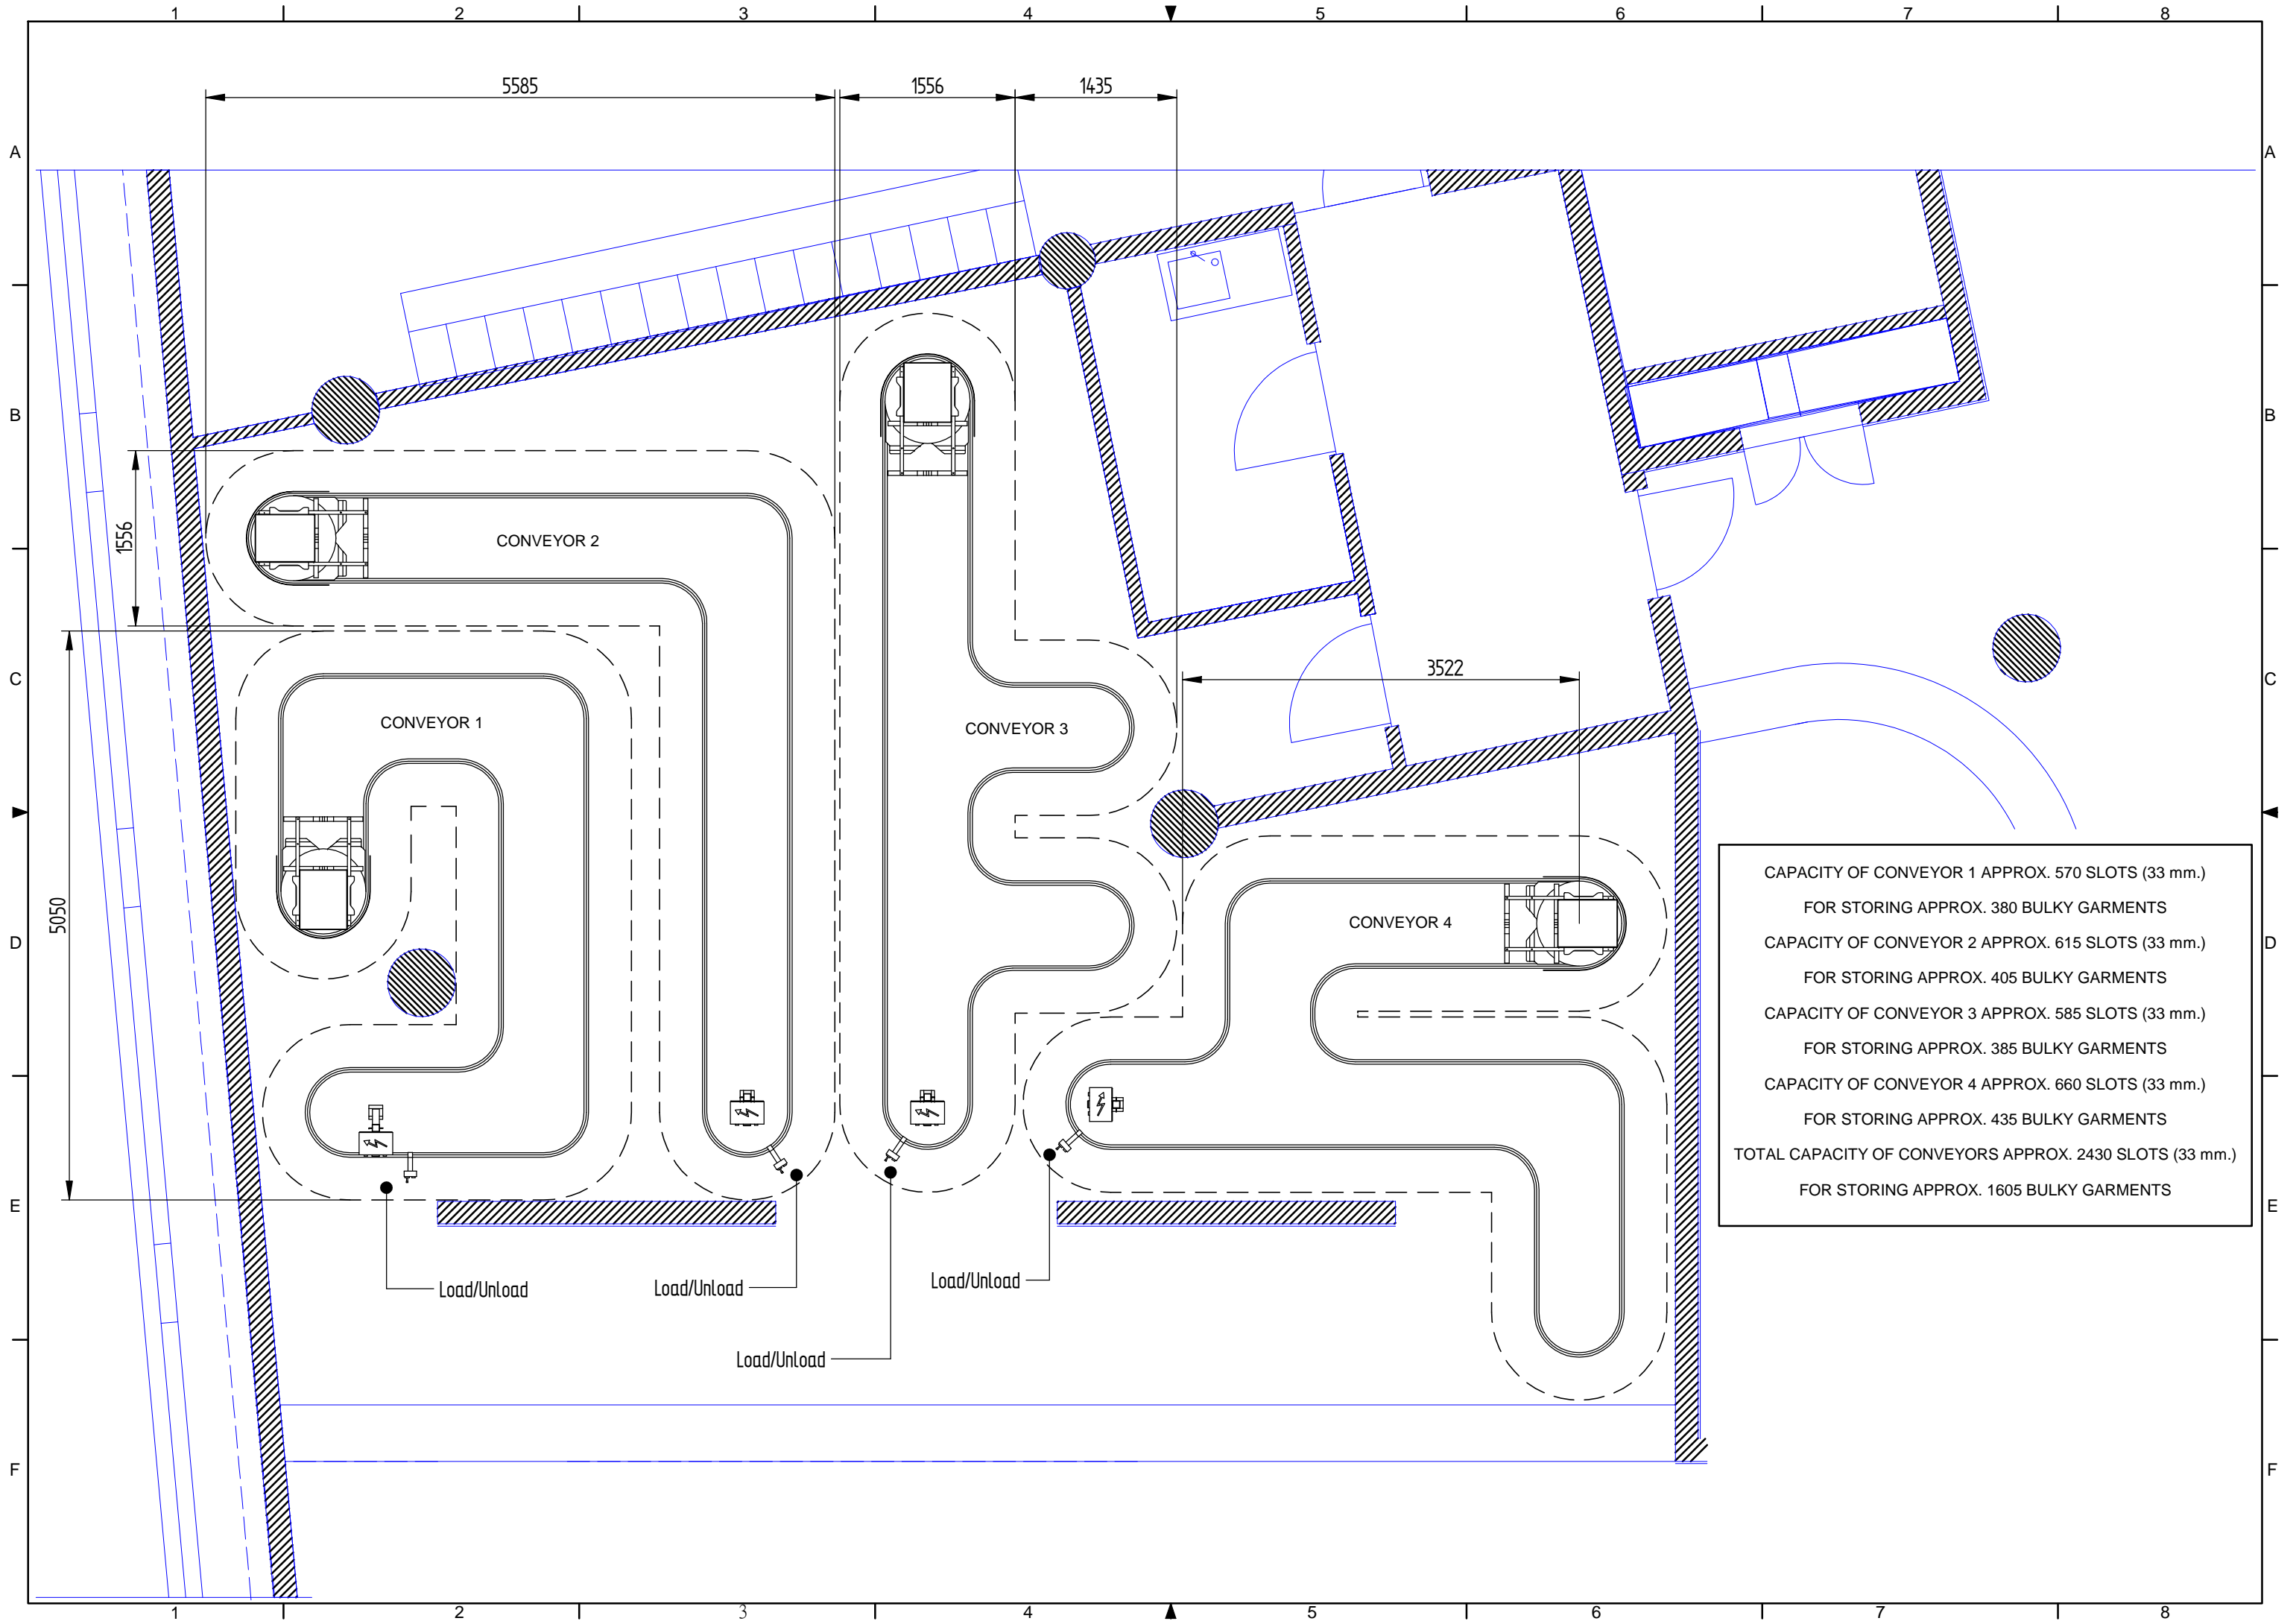 1 2 3 4 5 6 7 8
5585 1556 1435
A A
B B
1556
CONVEYOR 2
C C
3522
CONVEYOR 1
CONVEYOR 3
5050
D D
CONVEYOR 4
CAPACITY OF CONVEYOR 1 APPROX. 570 SLOTS (33 mm.)
FOR STORING APPROX. 380 BULKY GARMENTS
CAPACITY OF CONVEYOR 2 APPROX. 615 SLOTS (33 mm.)
FOR STORING APPROX. 405 BULKY GARMENTS
CAPACITY OF CONVEYOR 3 APPROX. 585 SLOTS (33 mm.)
FOR STORING APPROX. 385 BULKY GARMENTS
CAPACITY OF CONVEYOR 4 APPROX. 660 SLOTS (33 mm.)
FOR STORING APPROX. 435 BULKY GARMENTS
TOTAL CAPACITY OF CONVEYORS APPROX. 2430 SLOTS (33 mm.)
FOR STORING APPROX. 1605 BULKY GARMENTS
E E
Load/Unload
Load/Unload
Load/Unload
Load/Unload
F F
1 2 3 4 5 6 7 8